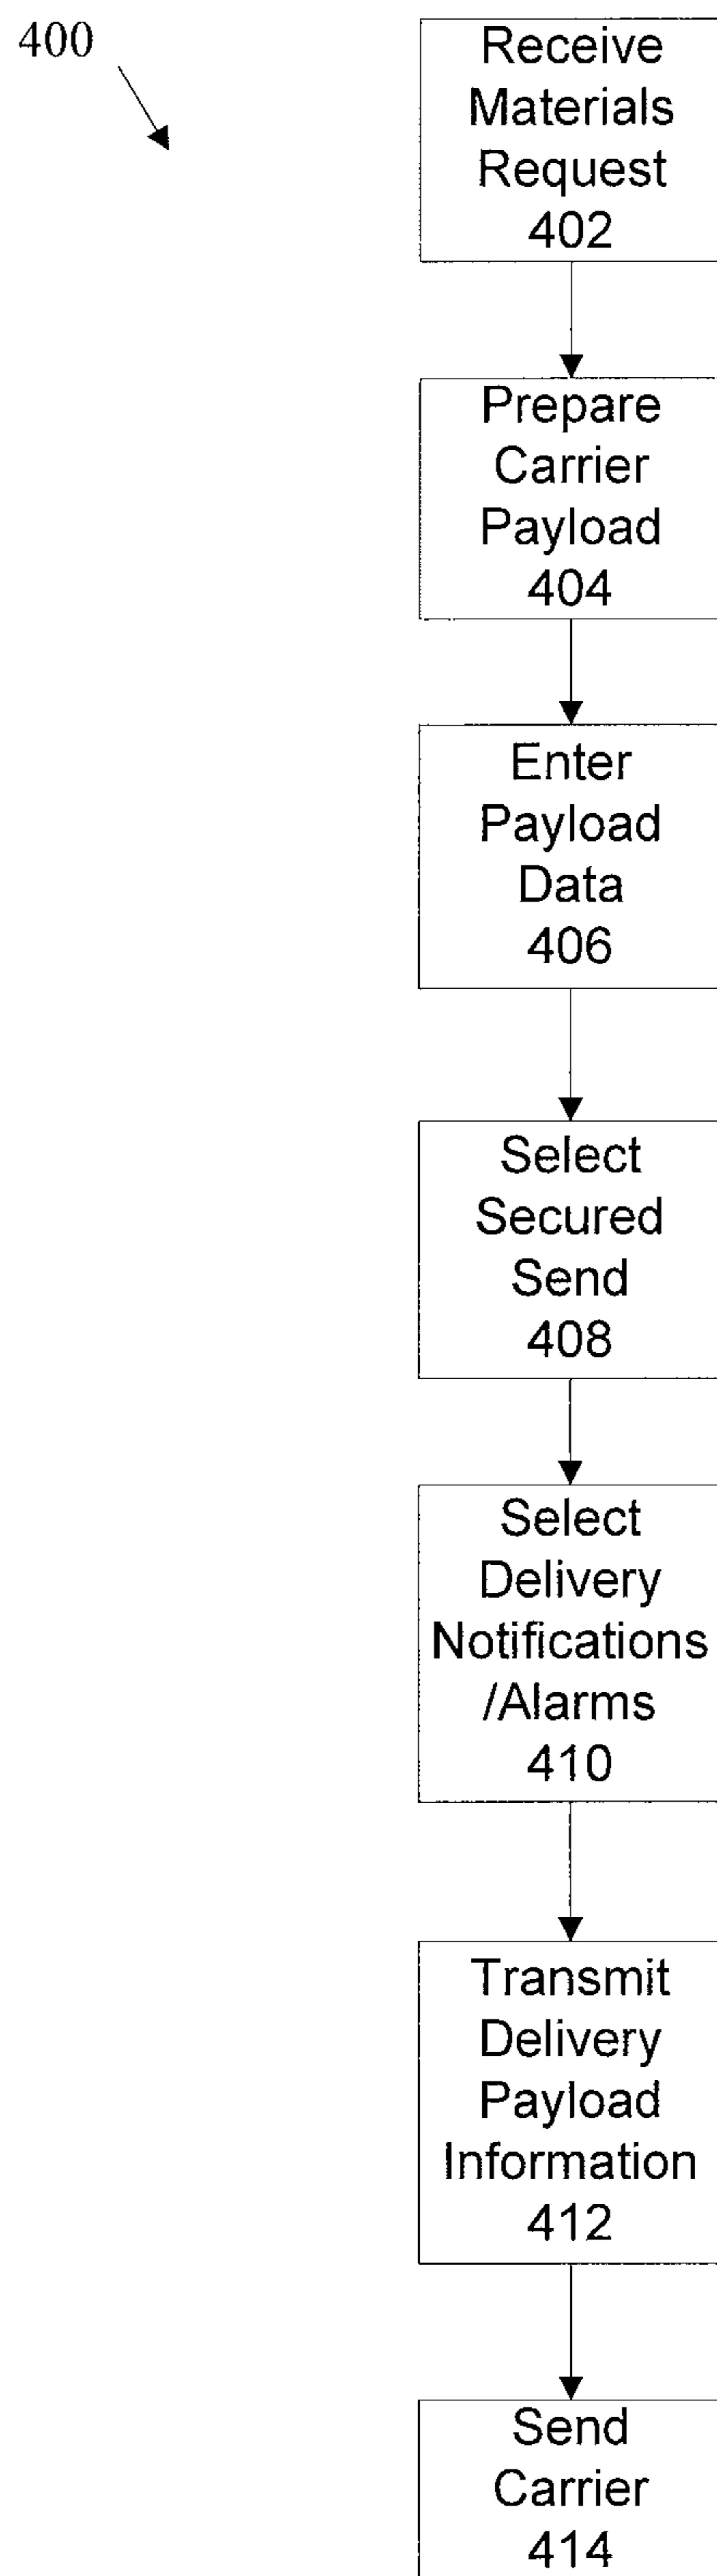 400
Receive
Materials
Request
402
Prepare
Carrier
Payload
404
Enter
Payload
Data
406
Select
Secured
Send
408
Select
Delivery
Notifications
/Alarms
410
Transmit
Delivery
Payload
Information
412
Send
Carrier
414